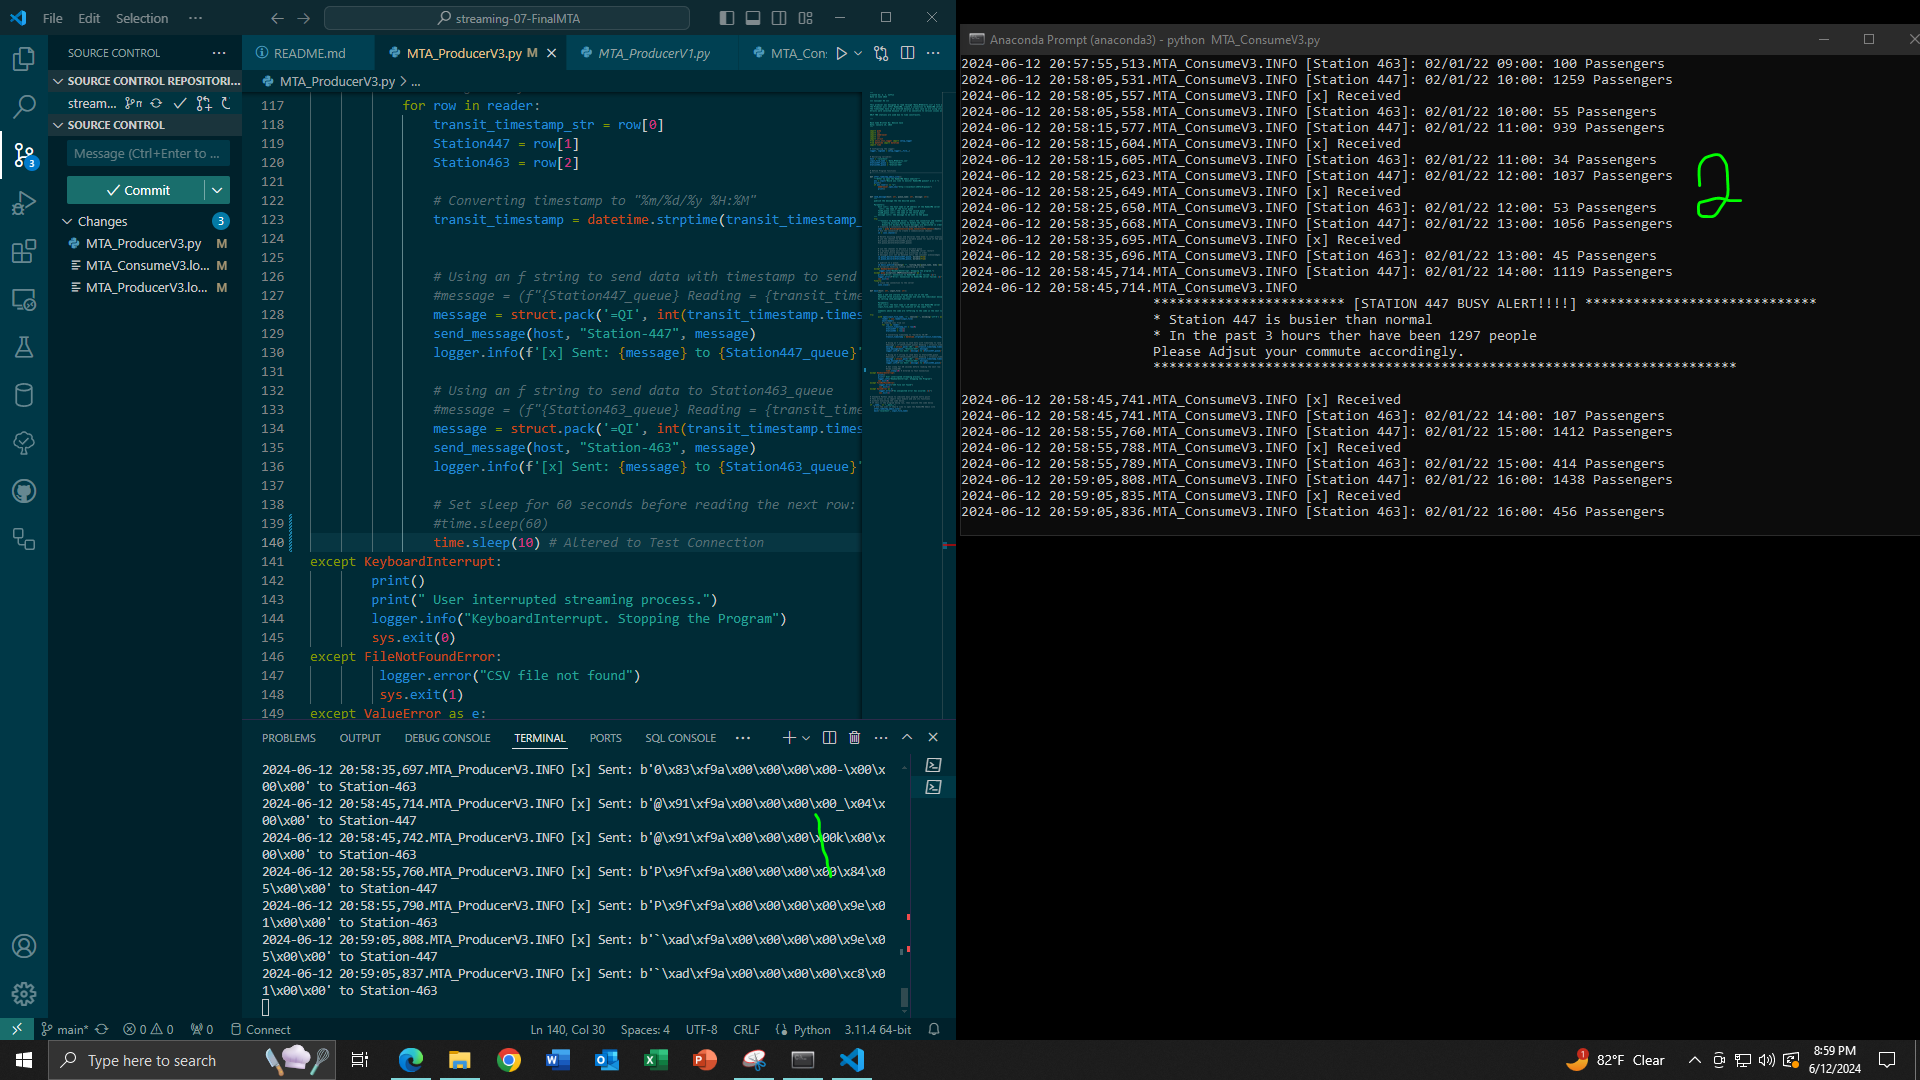 File Edit Selection ··· streaming-07-FinalMTA
SOURCE CONTROL
SOURCE CONTROL REPOSITORI...
stream...
SOURCE CONTROL
Message (Ctrl+Enter to ...
Commit
Changes 3
MTA_ProducerV3.py M
MTA_ConsumeV3.lo... M
MTA_ProducerV3.lo... M
README.md MTA_ProducerV3.py M MTA_ProducerV1.py MTA_Con:
MTA_ProducerV3.py > ...
117 for row in reader:
118 transit_timestamp_str = row[0]
119 Station447 = row[1]
120 Station463 = row[2]
121
122 # Converting timestamp to "%m/%d/%y %H:%M"
123 transit_timestamp = datetime.strptime(transit_timestamp_
124
125
126 # Using an f string to send data with timestamp to send
127 #message = (f"{Station447_queue} Reading = {transit_time
128 message = struct.pack('=QI', int(transit_timestamp.times
129 send_message(host, "Station-447", message)
130 logger.info(f'[x] Sent: {message} to {Station447_queue}'
131
132 # Using an f string to send data to Station463_queue
133 #message = (f"{Station463_queue} Reading = {transit_time
134 message = struct.pack('=QI', int(transit_timestamp.times
135 send_message(host, "Station-463", message)
136 logger.info(f'[x] Sent: {message} to {Station463_queue}'
137
138 # Set sleep for 60 seconds before reading the next row:
139 #time.sleep(60)
140 time.sleep(10) # Altered to Test Connection
141 except KeyboardInterrupt:
142 print()
143 print(" User interrupted streaming process.")
144 logger.info("KeyboardInterrupt. Stopping the Program")
145 sys.exit(0)
146 except FileNotFoundError:
147 logger.error("CSV file not found")
148 sys.exit(1)
149 except ValueError as e:
PROBLEMS OUTPUT DEBUG CONSOLE TERMINAL PORTS SQL CONSOLE ···
2024-06-12 20:58:35,697.MTA_ProducerV3.INFO [x] Sent: b'0\x83\xf9a\x00\x00\x00\x00-\x00\x
00\x00' to Station-463
2024-06-12 20:58:45,714.MTA_ProducerV3.INFO [x] Sent: b'@\x91\xf9a\x00\x00\x00\x00_\x04\x
00\x00' to Station-447
2024-06-12 20:58:45,742.MTA_ProducerV3.INFO [x] Sent: b'@\x91\xf9a\x00\x00\x00\x00k\x00\x
00\x00' to Station-463
2024-06-12 20:58:55,760.MTA_ProducerV3.INFO [x] Sent: b'P\x9f\xf9a\x00\x00\x00\x00\x84\x0
5\x00\x00' to Station-447
2024-06-12 20:58:55,790.MTA_ProducerV3.INFO [x] Sent: b'P\x9f\xf9a\x00\x00\x00\x00\x9e\x0
1\x00\x00' to Station-463
2024-06-12 20:59:05,808.MTA_ProducerV3.INFO [x] Sent: b'`\xad\xf9a\x00\x00\x00\x00\x9e\x0
5\x00\x00' to Station-447
2024-06-12 20:59:05,837.MTA_ProducerV3.INFO [x] Sent: b'`\xad\xf9a\x00\x00\x00\x00\xc8\x0
1\x00\x00' to Station-463
main* 0 0 0 Connect Ln 140, Col 30 Spaces: 4 UTF-8 CRLF Python 3.11.4 64-bit
Anaconda Prompt (anaconda3) - python MTA_ConsumeV3.py
2024-06-12 20:57:55,513.MTA_ConsumeV3.INFO [Station 463]: 02/01/22 09:00: 100 Passengers
2024-06-12 20:58:05,531.MTA_ConsumeV3.INFO [Station 447]: 02/01/22 10:00: 1259 Passengers
2024-06-12 20:58:05,557.MTA_ConsumeV3.INFO [x] Received
2024-06-12 20:58:05,558.MTA_ConsumeV3.INFO [Station 463]: 02/01/22 10:00: 55 Passengers
2024-06-12 20:58:15,577.MTA_ConsumeV3.INFO [Station 447]: 02/01/22 11:00: 939 Passengers
2024-06-12 20:58:15,604.MTA_ConsumeV3.INFO [x] Received
2024-06-12 20:58:15,605.MTA_ConsumeV3.INFO [Station 463]: 02/01/22 11:00: 34 Passengers
2024-06-12 20:58:25,623.MTA_ConsumeV3.INFO [Station 447]: 02/01/22 12:00: 1037 Passengers
2024-06-12 20:58:25,649.MTA_ConsumeV3.INFO [x] Received
2024-06-12 20:58:25,650.MTA_ConsumeV3.INFO [Station 463]: 02/01/22 12:00: 53 Passengers
2024-06-12 20:58:35,668.MTA_ConsumeV3.INFO [Station 447]: 02/01/22 13:00: 1056 Passengers
2024-06-12 20:58:35,695.MTA_ConsumeV3.INFO [x] Received
2024-06-12 20:58:35,696.MTA_ConsumeV3.INFO [Station 463]: 02/01/22 13:00: 45 Passengers
2024-06-12 20:58:45,714.MTA_ConsumeV3.INFO [Station 447]: 02/01/22 14:00: 1119 Passengers
2024-06-12 20:58:45,714.MTA_ConsumeV3.INFO
************************ [STATION 447 BUSY ALERT!!!!] *****************************
* Station 447 is busier than normal
* In the past 3 hours ther have been 1297 people
Please Adjsut your commute accordingly.
*************************************************************************
2024-06-12 20:58:45,741.MTA_ConsumeV3.INFO [x] Received
2024-06-12 20:58:45,741.MTA_ConsumeV3.INFO [Station 463]: 02/01/22 14:00: 107 Passengers
2024-06-12 20:58:55,760.MTA_ConsumeV3.INFO [Station 447]: 02/01/22 15:00: 1412 Passengers
2024-06-12 20:58:55,788.MTA_ConsumeV3.INFO [x] Received
2024-06-12 20:58:55,789.MTA_ConsumeV3.INFO [Station 463]: 02/01/22 15:00: 414 Passengers
2024-06-12 20:59:05,808.MTA_ConsumeV3.INFO [Station 447]: 02/01/22 16:00: 1438 Passengers
2024-06-12 20:59:05,835.MTA_ConsumeV3.INFO [x] Received
2024-06-12 20:59:05,836.MTA_ConsumeV3.INFO [Station 463]: 02/01/22 16:00: 456 Passengers
2
Type here to search 82°F Clear 8:59 PM
6/12/2024